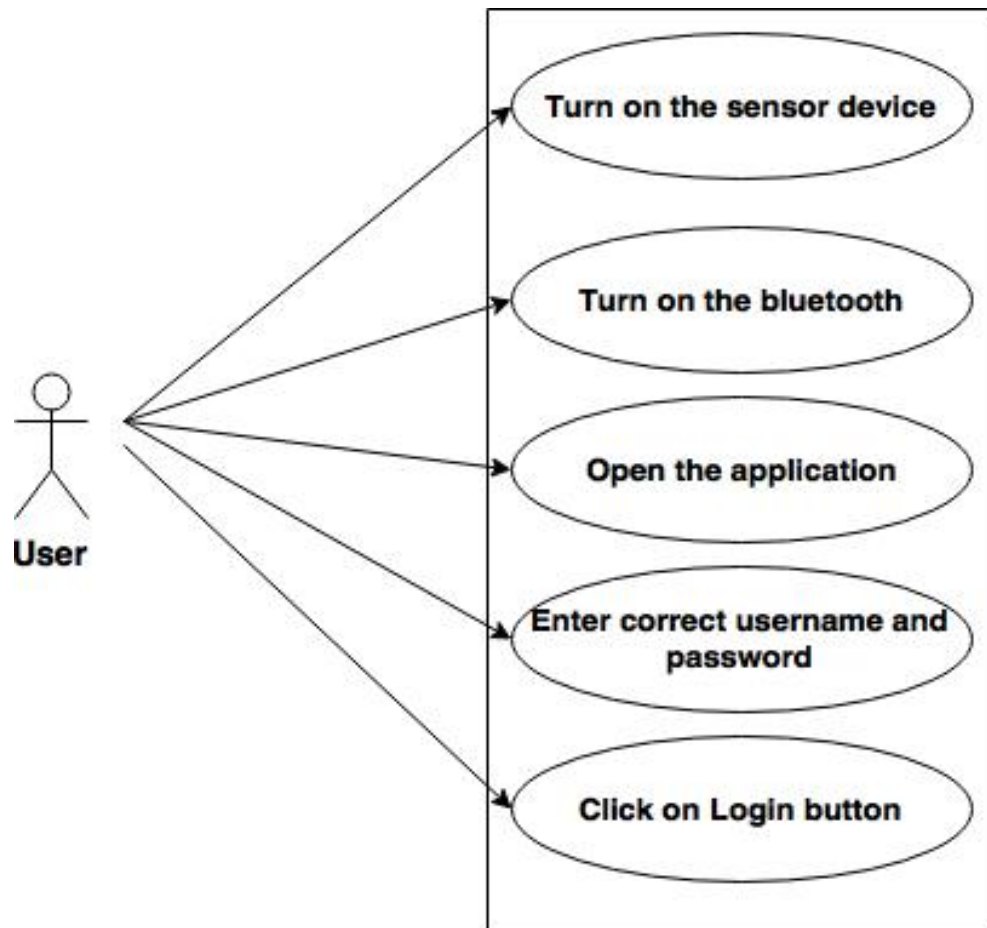 Turn on the sensor device
Turn on the bluetooth
Open the application
User
Enter correct username and
password
Click on Login button